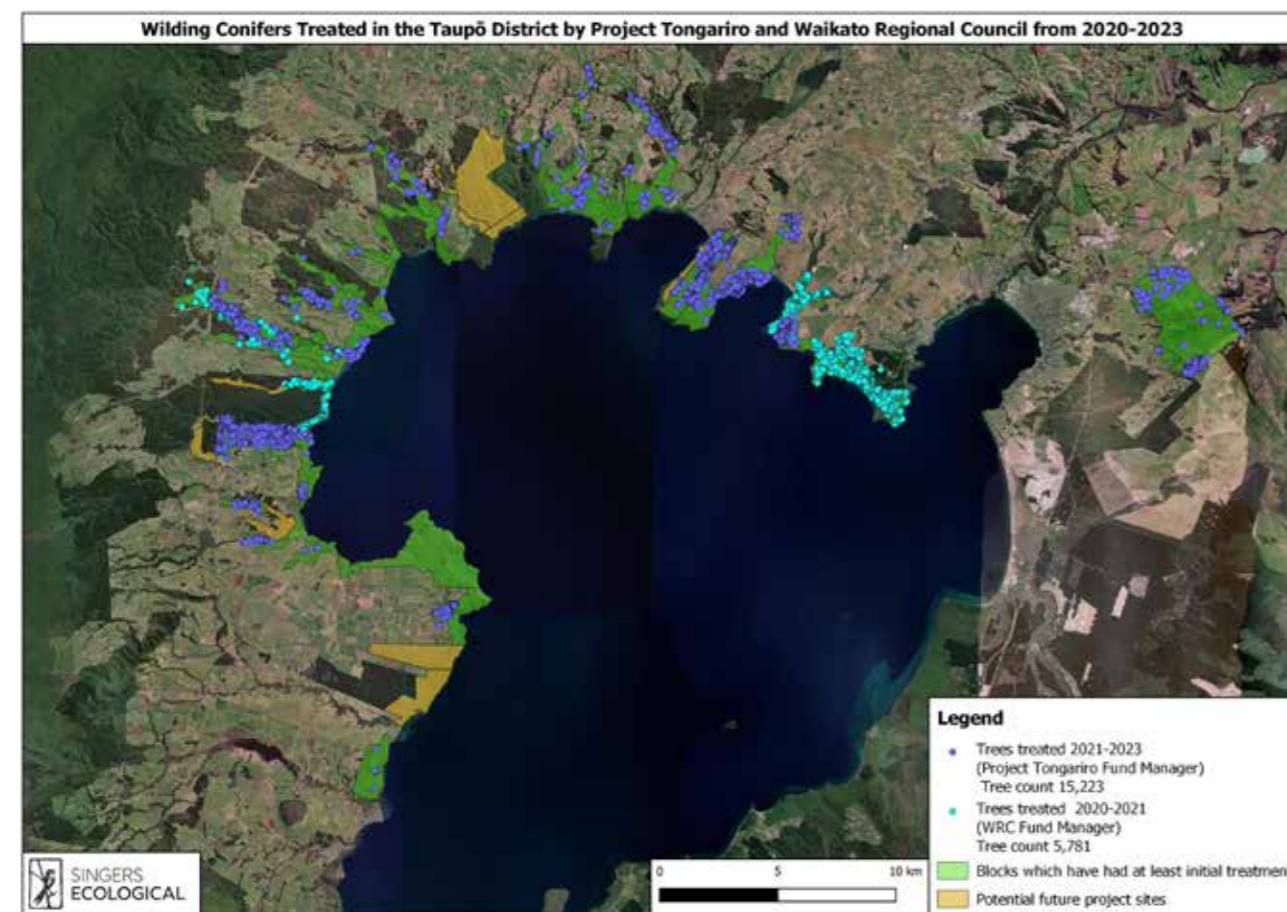 Wilding Conifers Treated in the Taupō District by Project Tongariro and Waikato Regional Council from 2020-2023
Legend
Trees treated 2021-2023
(Project Tongariro Fund Manager)
Tree count 15,223
Trees treated 2020-2021
(WRC Fund Manager)
Tree count 5,781
Blocks which have had at least initial treatmen
Potential future project sites
SINGERS
ECOLOGICAL
0 5 10 km